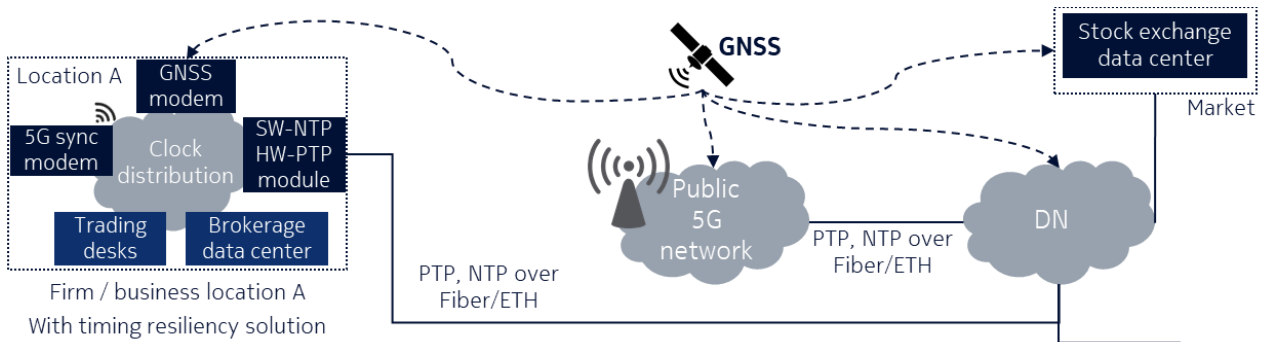 GNSS
Stock exchange
data center
Market
Location A
GNSS
modem
5G sync
modem
Clock
distribution
SW-NTP
HW-PTP
module
Trading
desks
Brokerage
data center
Firm / business location A
With timing resiliency solution
PTP, NTP over
Fiber/ETH
Public
5G
network
PTP, NTP over
Fiber/ETH
DN